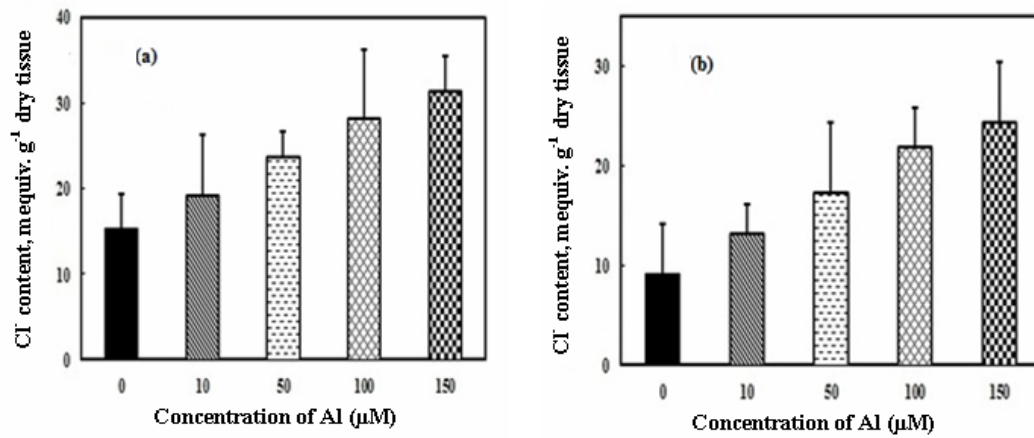 40
30
20
10
0
(a)
0 10 50 100 150
Concentration of Al (µM)
Cl⁻ content, mequiv. g⁻¹ dry tissue
30
20
10
0
(b)
0 10 50 100 150
Concentration of Al (µM)
Cl⁻ content, mequiv. g⁻¹ dry tissue